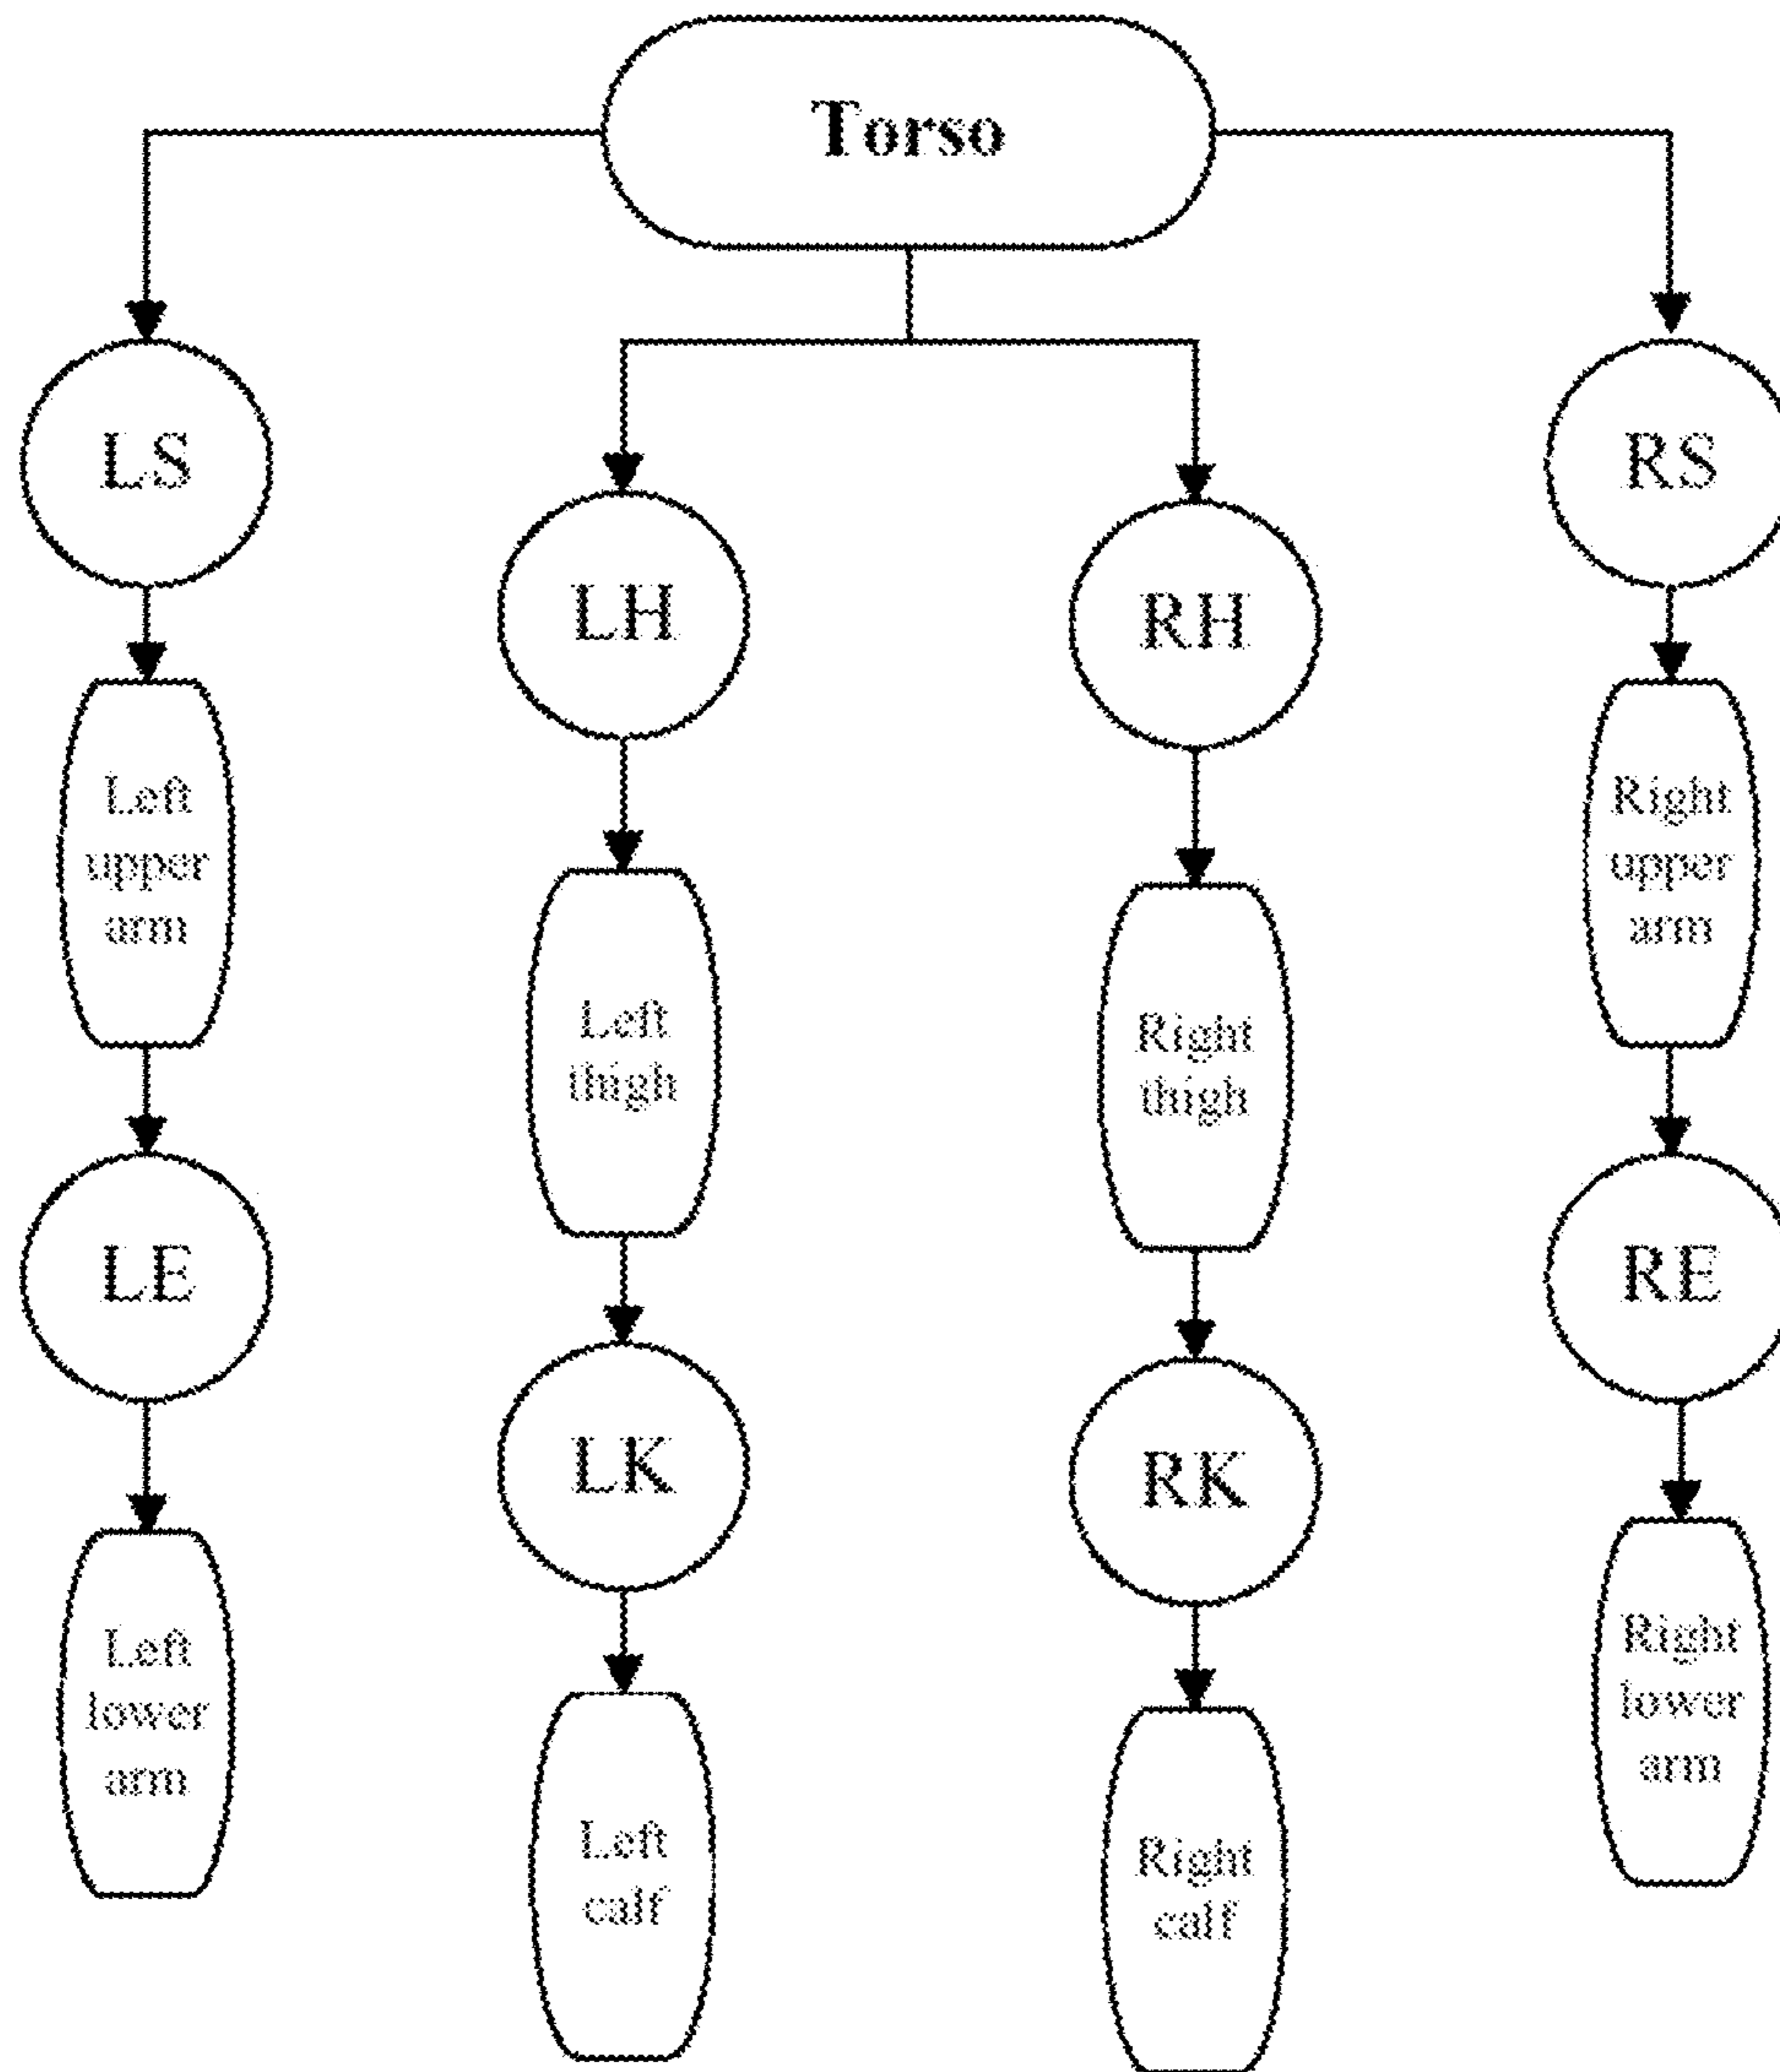 Torso
LS
RS
LH
RH
Left
upper
arm
Right
upper
arm
Left
thigh
Right
thigh
LE
RE
LK
RK
Left
lower
arm
Right
lower
arm
Left
calf
Right
calf